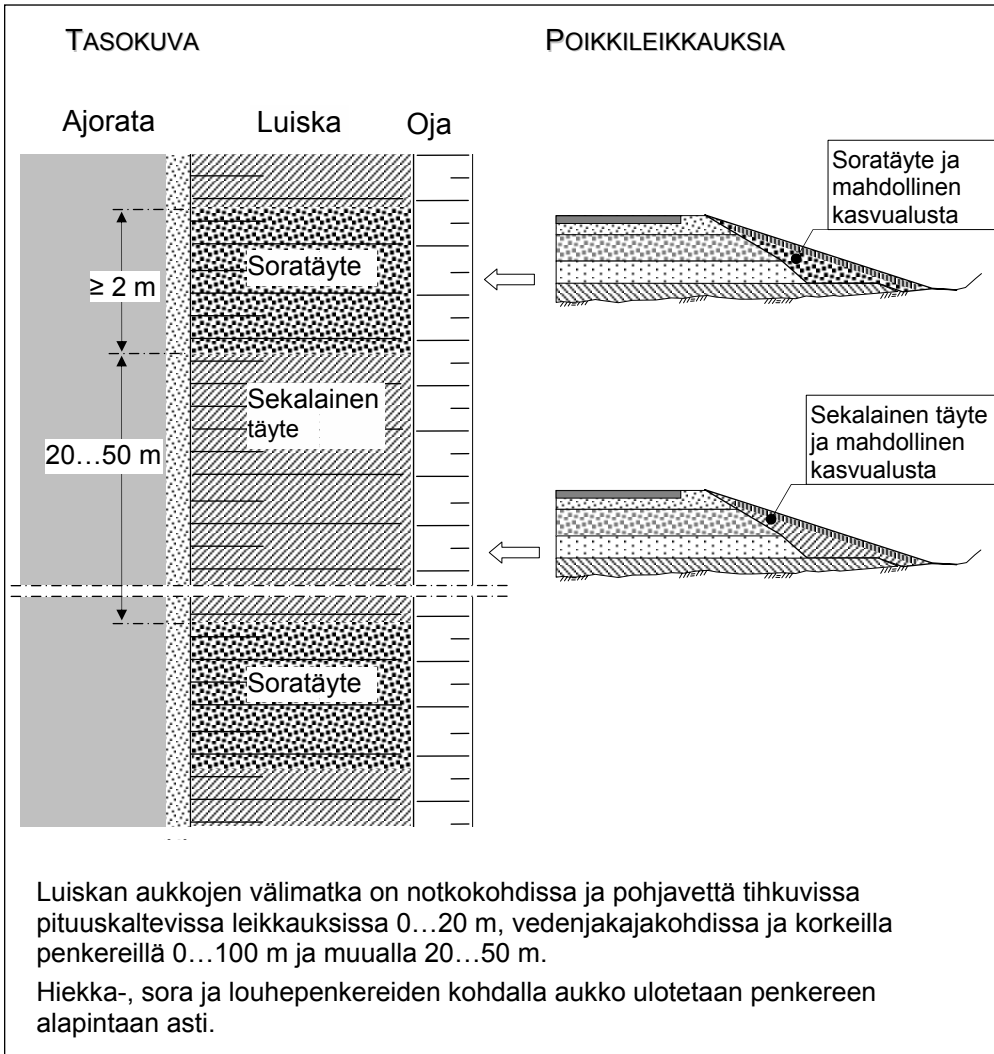 TASOKUVA
POIKKILEIKKAUKSIA
Ajorata
Luiska
Oja
Soratäyte
≥ 2 m
Sekalainen
täyte
20…50 m
Soratäyte
Soratäyte ja
mahdollinen
kasvualusta
Sekalainen täyte
ja mahdollinen
kasvualusta
Luiskan aukkojen välimatka on notkokohdissa ja pohjavettä tihkuvissa
pituuskaltevissa leikkauksissa 0…20 m, vedenjakajakohdissa ja korkeilla
penkereillä 0…100 m ja muualla 20…50 m.
Hiekka-, sora ja louhepenkereiden kohdalla aukko ulotetaan penkereen
alapintaan asti.